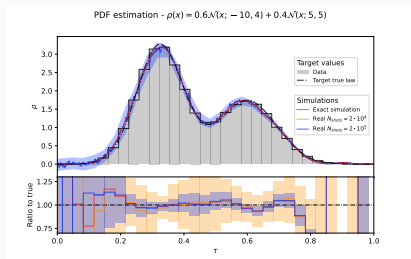 PDF estimation - ρ(x) = 0.6𝒩(x; −10, 4) + 0.4𝒩(x; 5, 5)
3.0
2.5
2.0
1.5
1.0
0.5
0.0
ρ
Target values
Data
Target true law
Simulations
Exact simulation
Real Nshots = 2 · 10⁴
Real Nshots = 2 · 10⁵
1.25
1.00
0.75
Ratio to true
0.0 0.2 0.4 0.6 0.8 1.0
τ